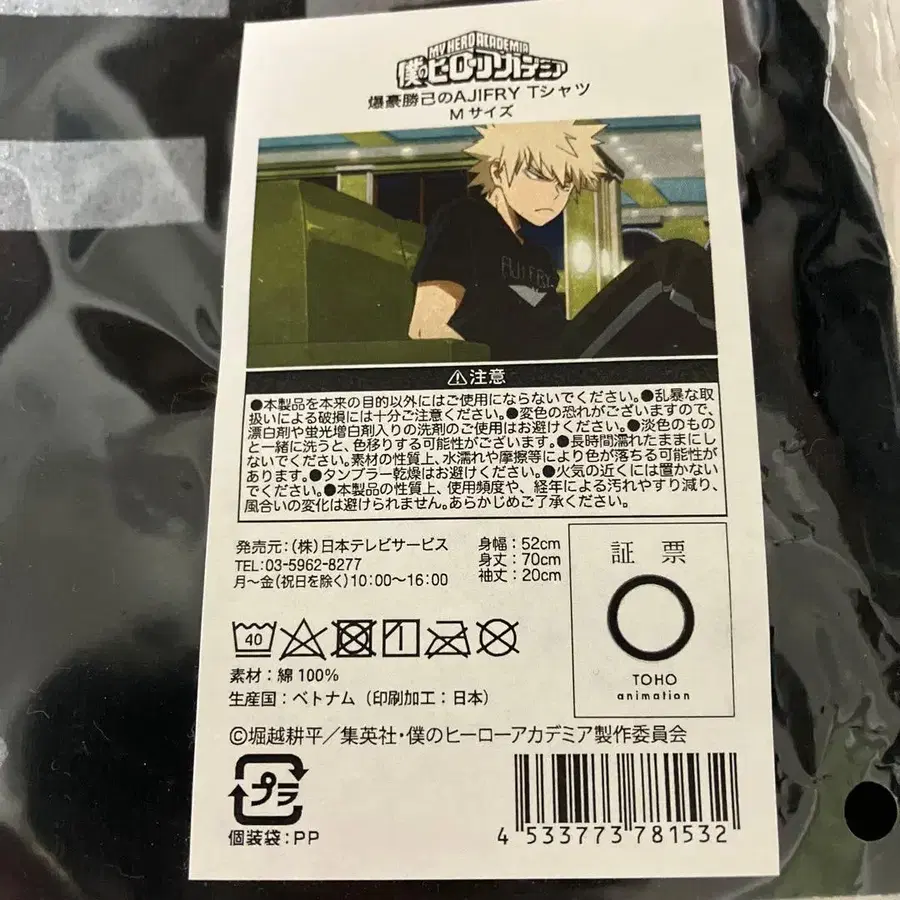 MY HERO ACADEMIA
僕のヒーローアカデミア
爆豪勝己のAJIFRY Tシャツ
M サイズ
AJIFRY
⚠注意
●本製品を本来の目的以外にはご使用にならないでください。●乱暴な取
扱いによる破損には十分ご注意ください。●変色の恐れがございますので、
漂白剤や蛍光増白剤入りの洗剤のご使用はお避けください。●淡色のもの
と一緒に洗うと、色移りする可能性がございます。●長時間濡れたままにし
ないでください。素材の性質上、水濡れや摩擦等により色が落ちる可能性が
あります。●タンブラー乾燥はお避けください。●火気の近くには置かない
でください。●本製品の性質上、使用頻度や、経年による汚れやすり減り、
風合いの変化は避けられません。あらかじめご了承ください。
発売元：(株)日本テレビサービス
TEL:03-5962-8277
月～金(祝日を除く)10:00～16:00
身幅：52cm
身丈：70cm
袖丈：20cm
証 票
TOHO
animation
40
素材：綿100%
生産国：ベトナム（印刷加工：日本）
©堀越耕平／集英社・僕のヒーローアカデミア製作委員会
プラ
個装袋：PP
4 533773 781532